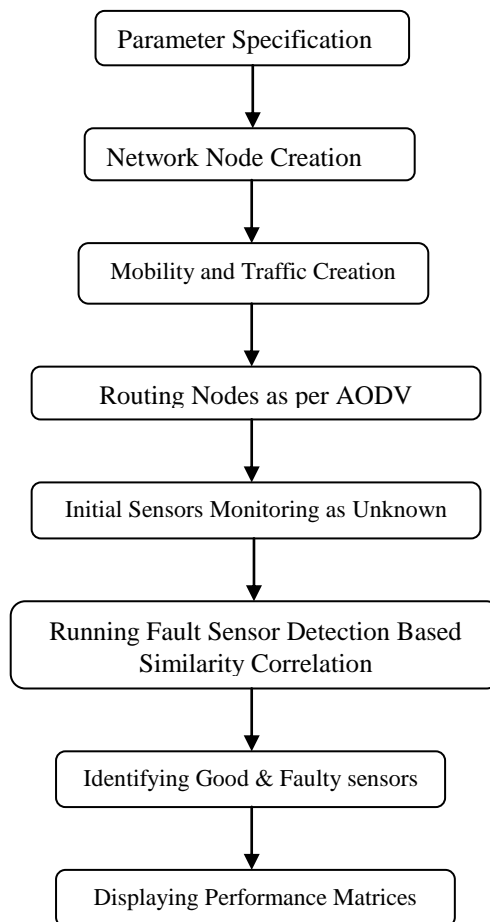 Parameter Specification
Network Node Creation
Mobility and Traffic Creation
Routing Nodes as per AODV
Initial Sensors Monitoring as Unknown
Running Fault Sensor Detection Based
Similarity Correlation
Identifying Good & Faulty sensors
Displaying Performance Matrices